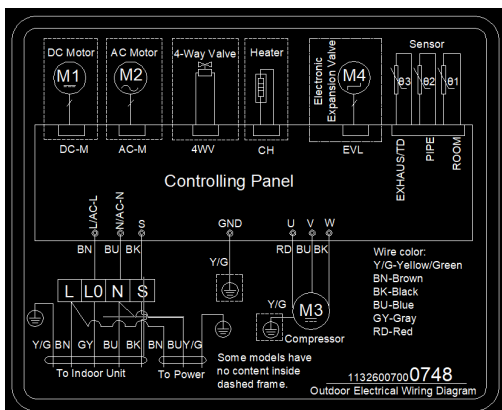 DC Motor
AC Motor
4-Way Valve
Heater
Electronic
Expansion Valve
Sensor
M1
M2
M4
θ3
θ2
θ1
DC-M
AC-M
4WV
CH
EVL
EXHAUS/TD
PIPE
ROOM
Controlling Panel
L/AC-L
N/AC-N
S
GND
U
V
W
BN
BU
BK
Y/G
RD
BU
BK
Wire color:
Y/G-Yellow/Green
BN-Brown
BK-Black
BU-Blue
GY-Gray
RD-Red
L
L0
N
S
Y/G
M3
Compressor
Y/G
BN
GY
BU
BK
BN
BU
Y/G
To Indoor Unit
To Power
Some models have
no content inside
dashed frame.
1132600700 0748
Outdoor Electrical Wiring Diagram